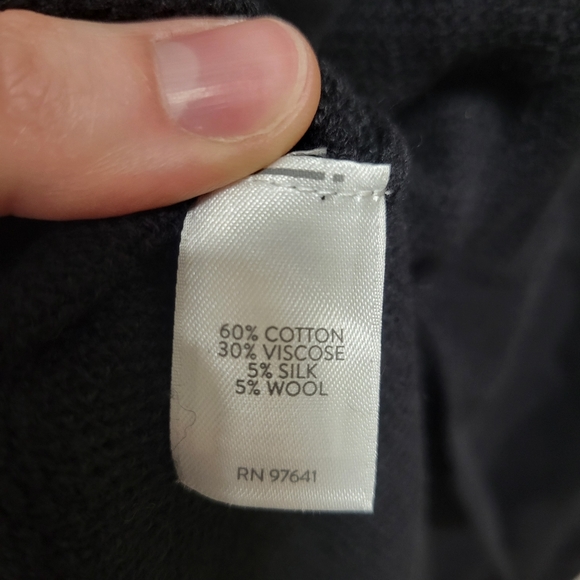 60% COTTON
30% VISCOSE
5% SILK
5% WOOL
RN 97641